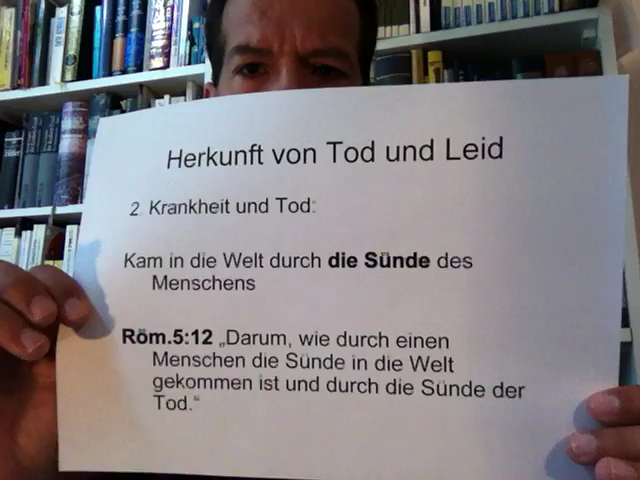 Herkunft von Tod und Leid
2. Krankheit und Tod:
Kam in die Welt durch die Sünde des
Menschens
Röm.5:12 „Darum, wie durch einen
Menschen die Sünde in die Welt
gekommen ist und durch die Sünde der
Tod.“